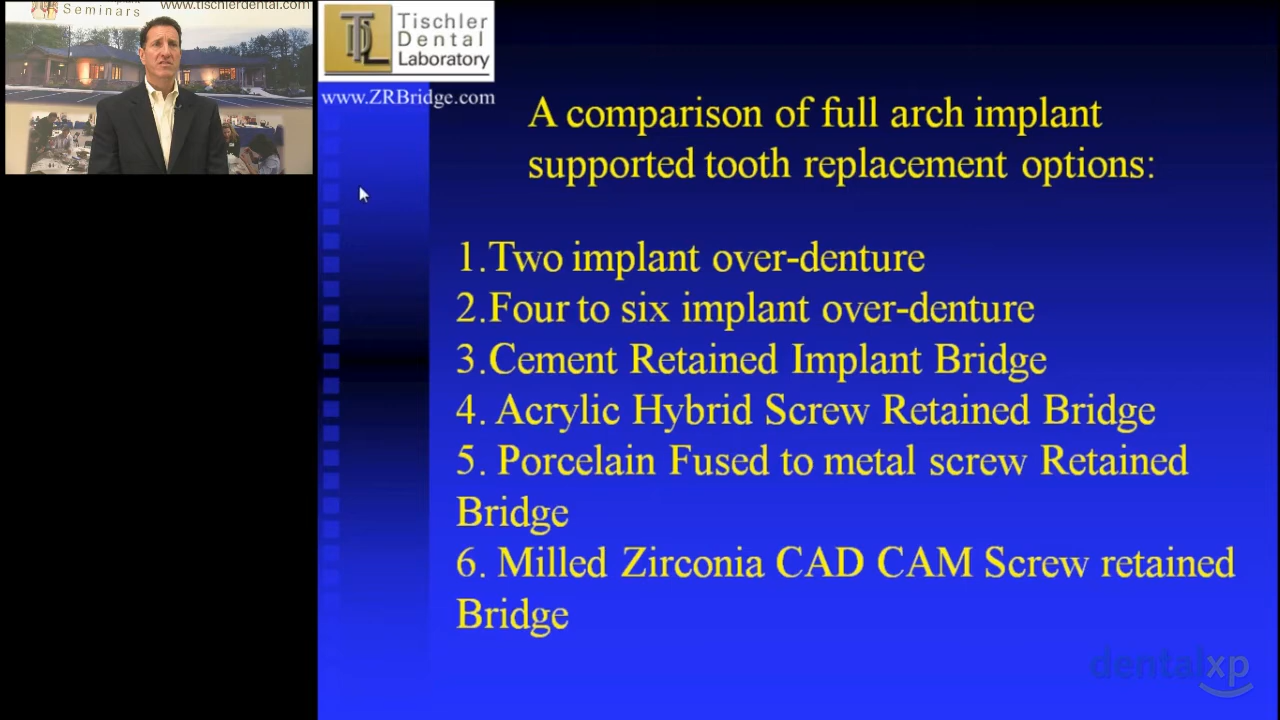 Seminars
www.tischlerdental.com
TDL
Tischler
Dental
Laboratory
www.ZRBridge.com
A comparison of full arch implant
supported tooth replacement options:
1.Two implant over-denture
2.Four to six implant over-denture
3.Cement Retained Implant Bridge
4. Acrylic Hybrid Screw Retained Bridge
5. Porcelain Fused to metal screw Retained
Bridge
6. Milled Zirconia CAD CAM Screw retained
Bridge
dentalxp